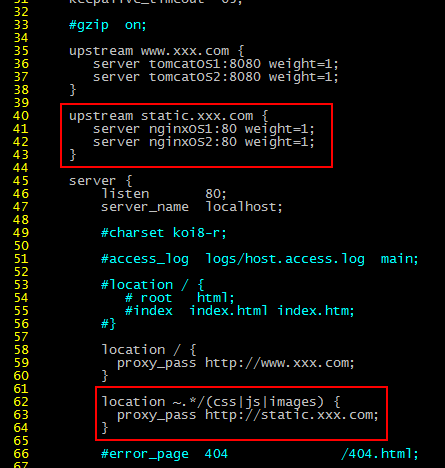 31 keepalive_timeout 65;
32
33 #gzip on;
34
35 upstream www.xxx.com {
36 server tomcatOS1:8080 weight=1;
37 server tomcatOS2:8080 weight=1;
38 }
39
40 upstream static.xxx.com {
41 server nginxOS1:80 weight=1;
42 server nginxOS2:80 weight=1;
43 }
44
45 server {
46 listen 80;
47 server_name localhost;
48
49 #charset koi8-r;
50
51 #access_log logs/host.access.log main;
52
53 #location / {
54 # root html;
55 #index index.html index.htm;
56 #}
57
58 location / {
59 proxy_pass http://www.xxx.com;
60 }
61
62 location ~.*/(css|js|images) {
63 proxy_pass http://static.xxx.com;
64 }
65
66 #error_page 404 /404.html;
67